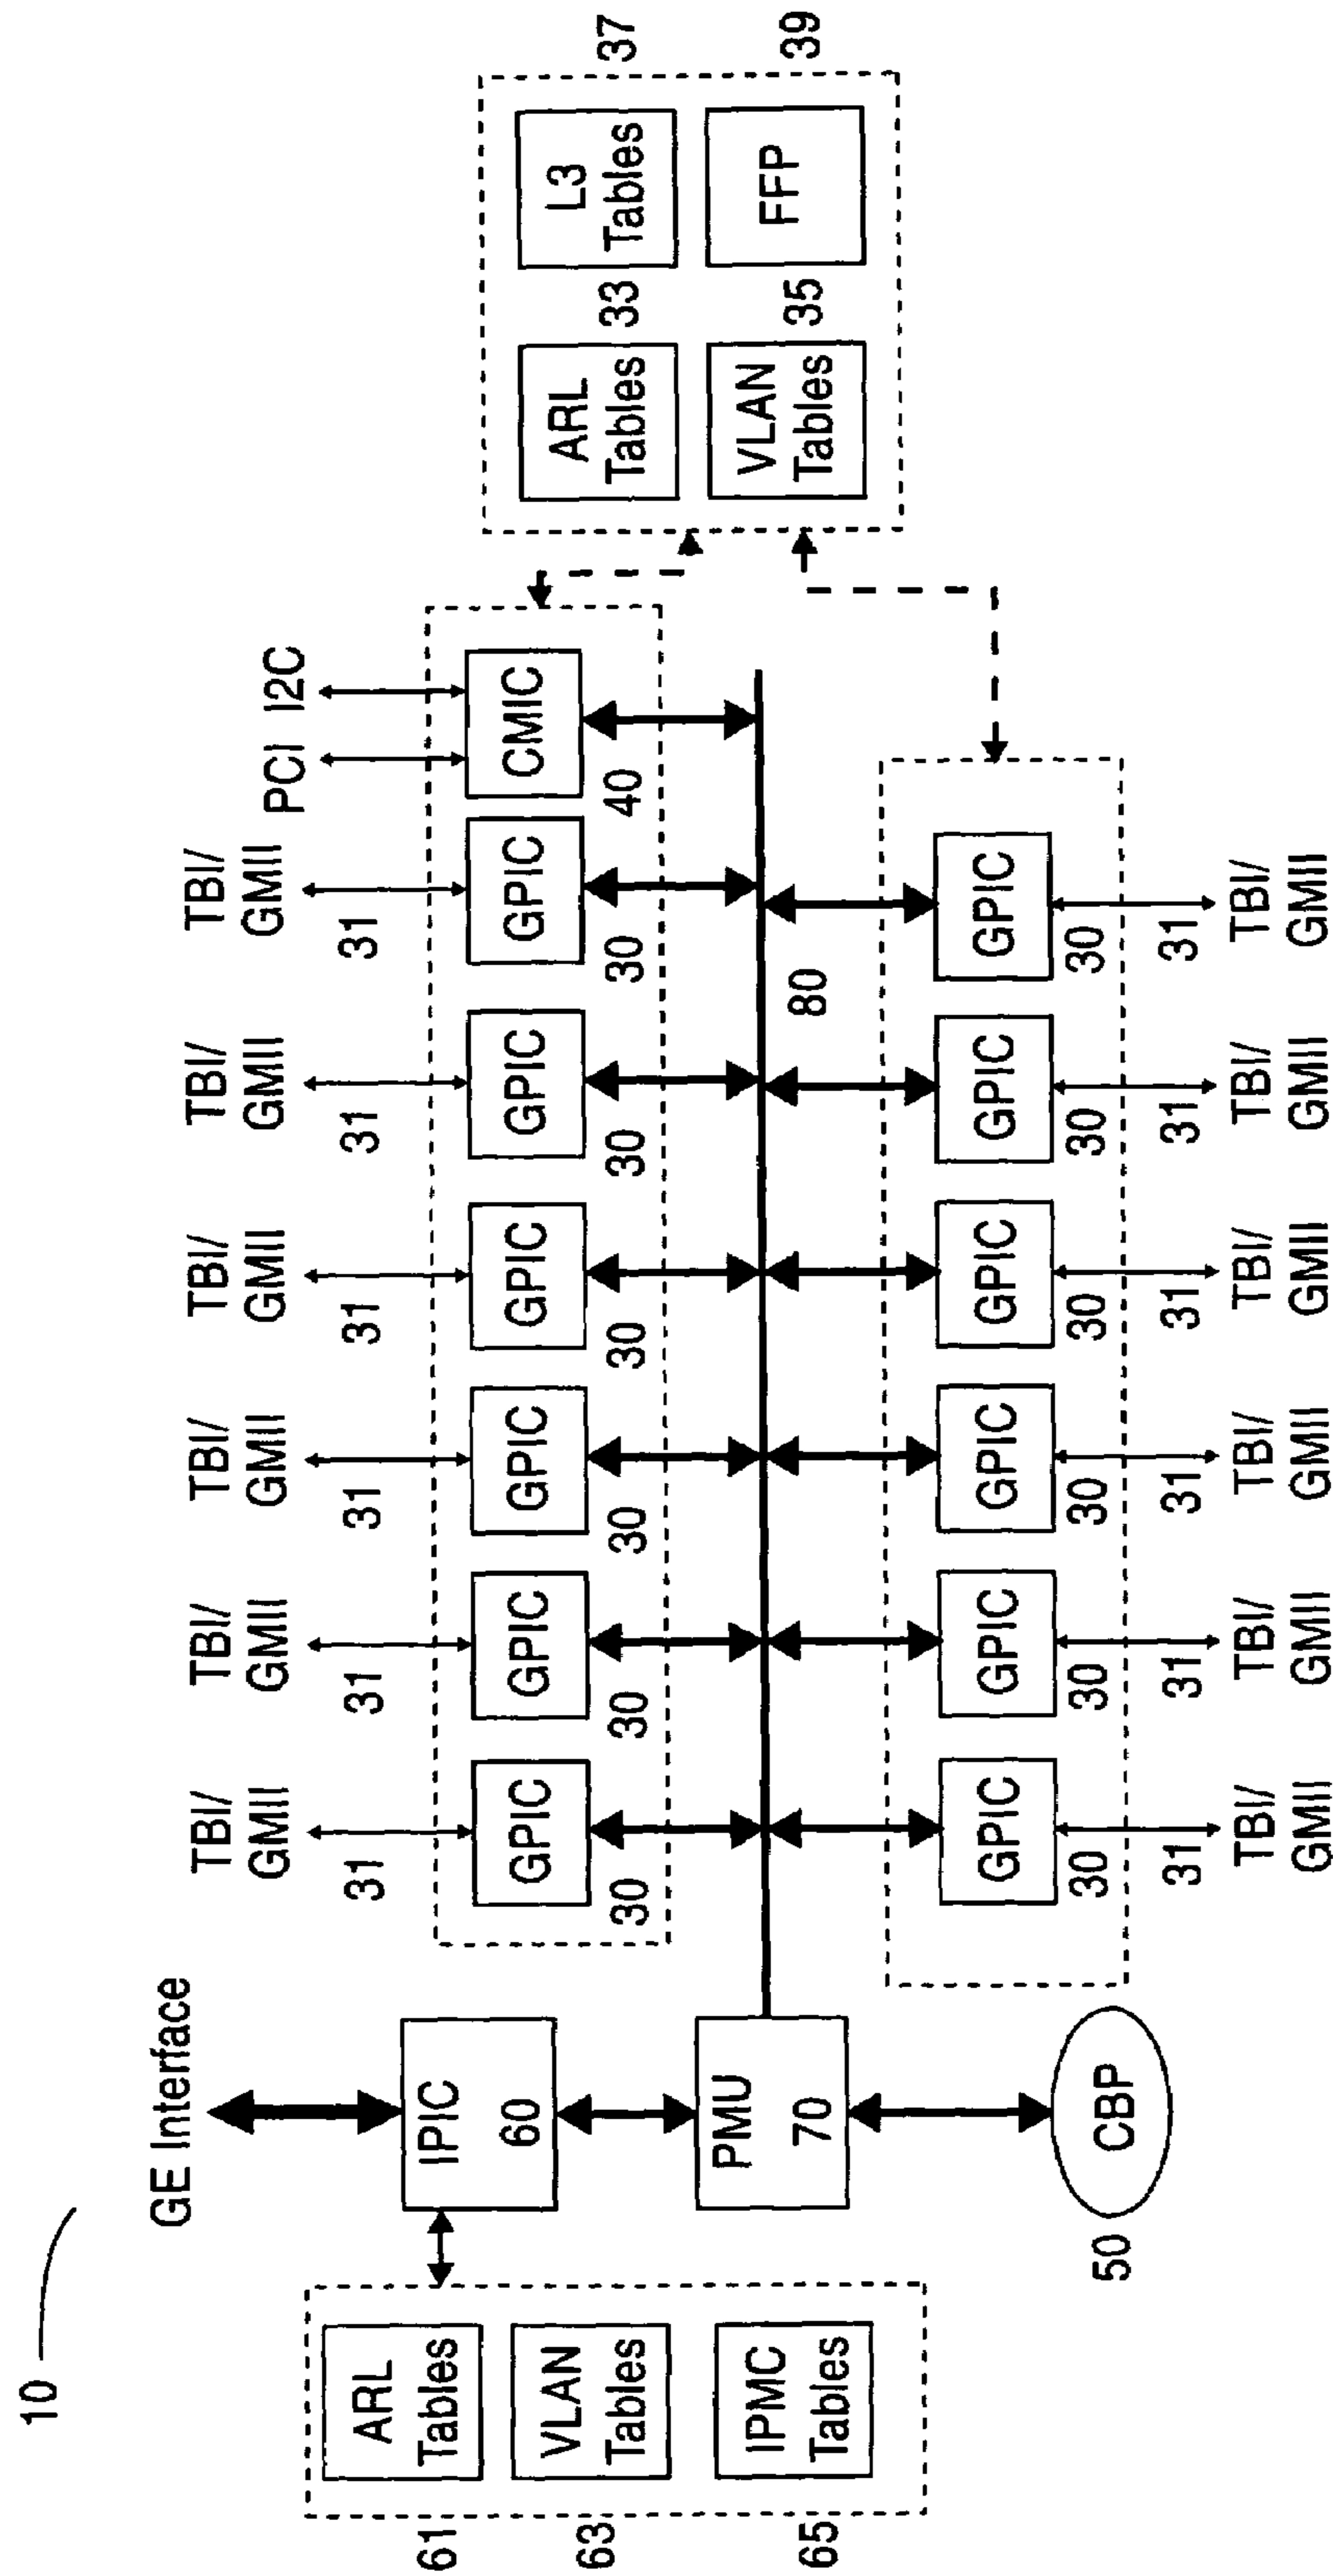 10
GE Interface
TBI/
GMII
TBI/
GMII
TBI/
GMII
TBI/
GMII
TBI/
GMII
TBI/
GMII
PCI
I2C
31
31
31
31
31
31
61
ARL
Tables
63
VLAN
Tables
65
IPMC
Tables
IPIC
60
GPIC
GPIC
GPIC
GPIC
GPIC
GPIC
CMIC
30
30
30
30
30
30
40
ARL
Tables
33
L3
Tables
37
VLAN
Tables
35
FFP
39
PMU
70
80
50
CBP
GPIC
GPIC
GPIC
GPIC
GPIC
GPIC
30
30
30
30
30
30
31
31
31
31
31
31
TBI/
GMII
TBI/
GMII
TBI/
GMII
TBI/
GMII
TBI/
GMII
TBI/
GMII